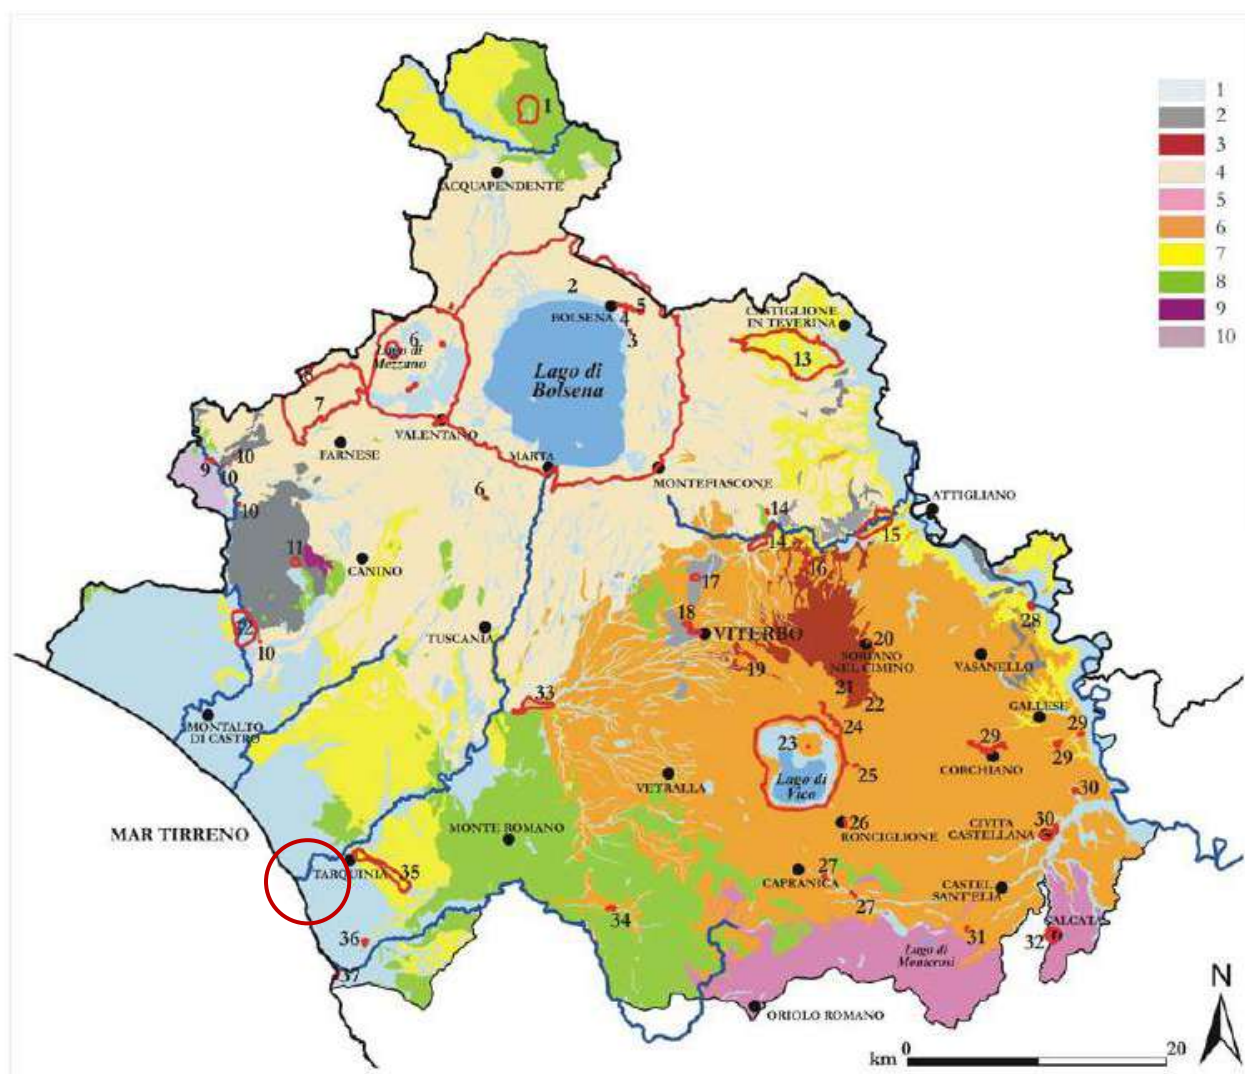 1
1
2
3
ACQUAPENDENTE
4
5
6
7
8
9
10
2
BOLSENA
5
4
3
CASTIGLIONE
IN TEVERINA
6
Lago di
Mezzano
Lago di
Bolsena
13
8
7
VALENTANO
FARNESE
MARTA
MONTEFIASCONE
9
10
10
10
6
ATTIGLIANO
14
14
15
11
CANINO
16
17
18
VITERBO
12
10
TUSCANIA
19
20
SORIANO
NEL CIMINO
VASANELLO
28
21
22
GALLESE
33
MONTALTO
DI CASTRO
23
24
29
29
29
CORCHIANO
Lago di
Vico
25
VETRALLA
30
MAR TIRRENO
MONTE ROMANO
26
RONCIGLIONE
CIVITA
CASTELLANA
30
TARQUINIA
35
CAPRANICA
27
27
CASTEL
SANT'ELIA
34
31
CALCATA
32
36
Lago di
Monterosi
37
ORIOLO ROMANO
N
km
0
20